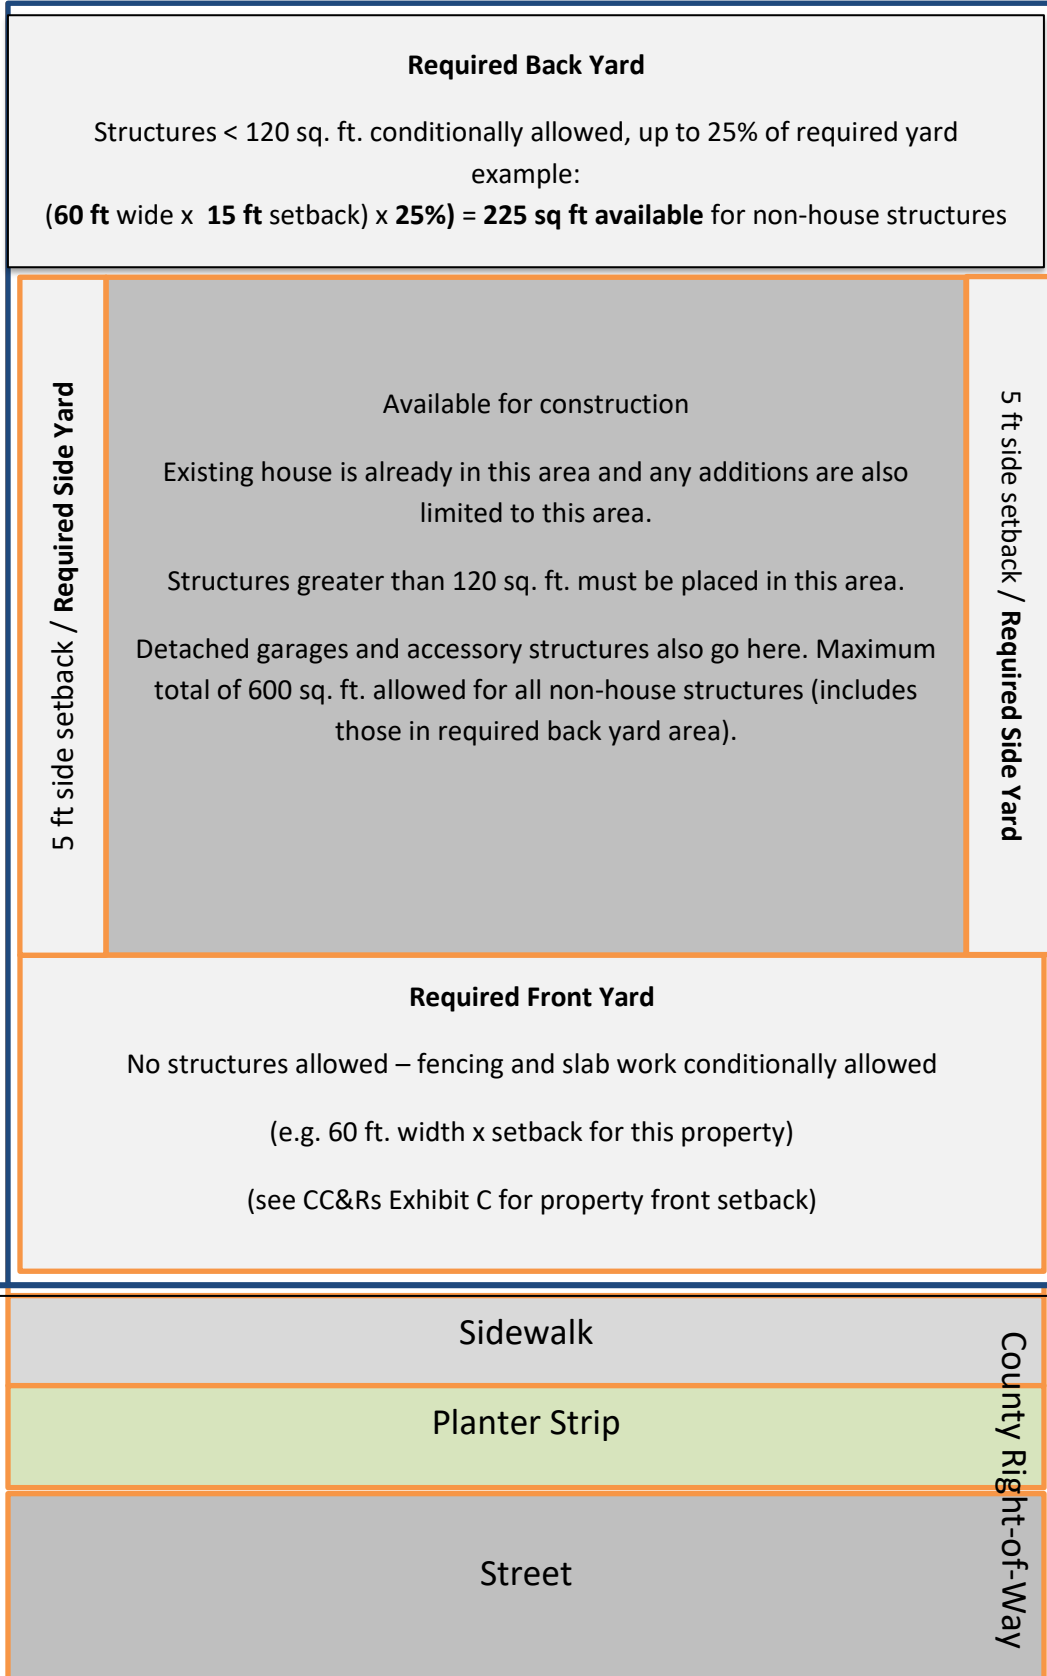 Required Back Yard
Structures < 120 sq. ft. conditionally allowed, up to 25% of required yard
example:
(60 ft wide x  15 ft setback) x 25%) = 225 sq ft available for non-house structures
5 ft side setback / Required Side Yard
Available for construction
Existing house is already in this area and any additions are also
limited to this area.
Structures greater than 120 sq. ft. must be placed in this area.
Detached garages and accessory structures also go here. Maximum
total of 600 sq. ft. allowed for all non-house structures (includes
those in required back yard area).
5 ft side setback / Required Side Yard
Required Front Yard
No structures allowed – fencing and slab work conditionally allowed
(e.g. 60 ft. width x setback for this property)
(see CC&Rs Exhibit C for property front setback)
Sidewalk
Planter Strip
Street
County Right-of-Way